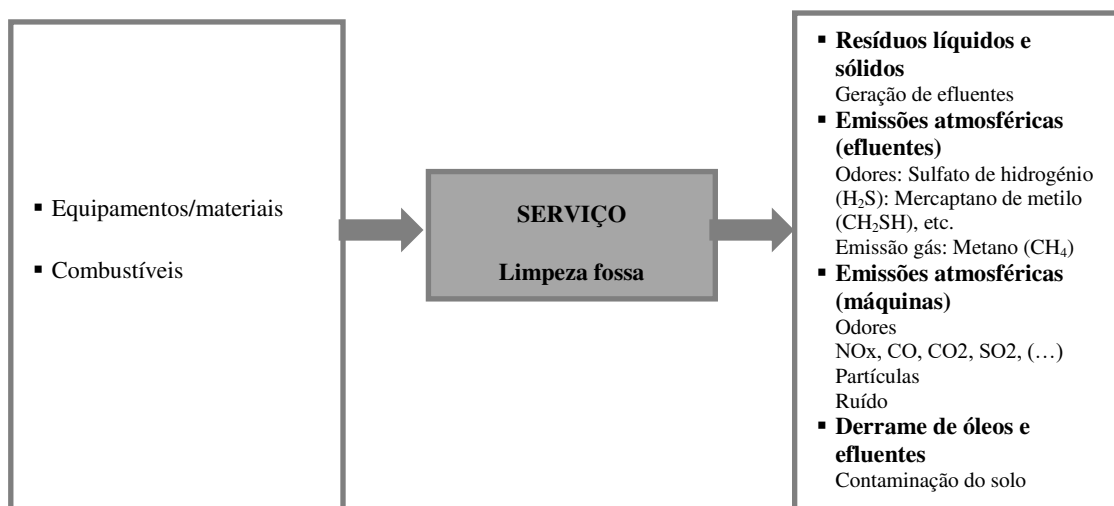 ▪ Equipamentos/materiais
▪ Combustíveis
SERVIÇO
Limpeza fossa
▪ Resíduos líquidos e
sólidos
Geração de efluentes
▪ Emissões atmosféricas
(efluentes)
Odores: Sulfato de hidrogénio
(H₂S): Mercaptano de metilo
(CH₂SH), etc.
Emissão gás: Metano (CH₄)
▪ Emissões atmosféricas
(máquinas)
Odores
NOx, CO, CO2, SO2, (…)
Partículas
Ruído
▪ Derrame de óleos e
efluentes
Contaminação do solo